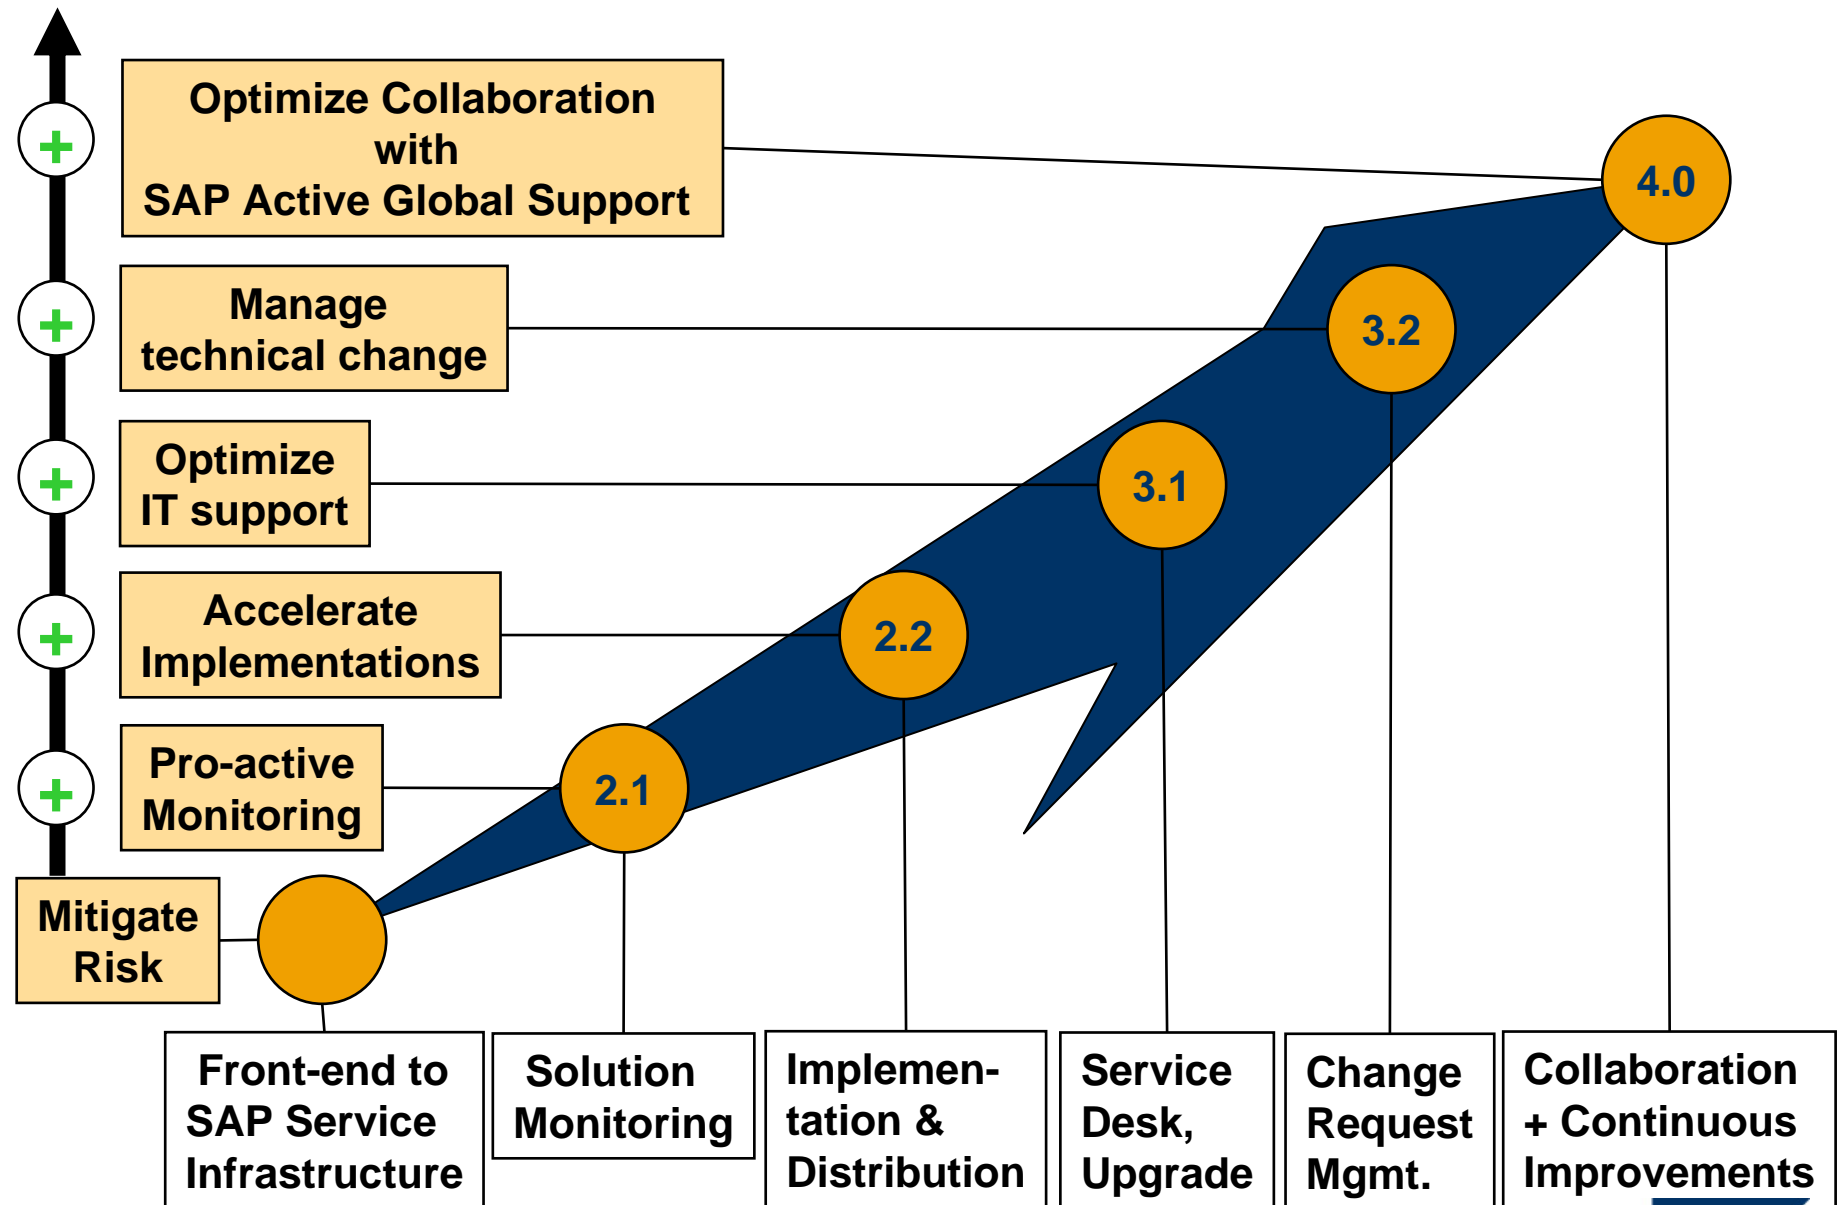 Optimize Collaboration
with
SAP Active Global Support
+
4.0
Manage
technical change
+
3.2
Optimize
IT support
+
3.1
Accelerate
Implementations
+
2.2
Pro-active
Monitoring
+
2.1
Mitigate
Risk
Front-end to
SAP Service
Infrastructure
Solution
Monitoring
Implemen-
tation &
Distribution
Service
Desk,
Upgrade
Change
Request
Mgmt.
Collaboration
+ Continuous
Improvements